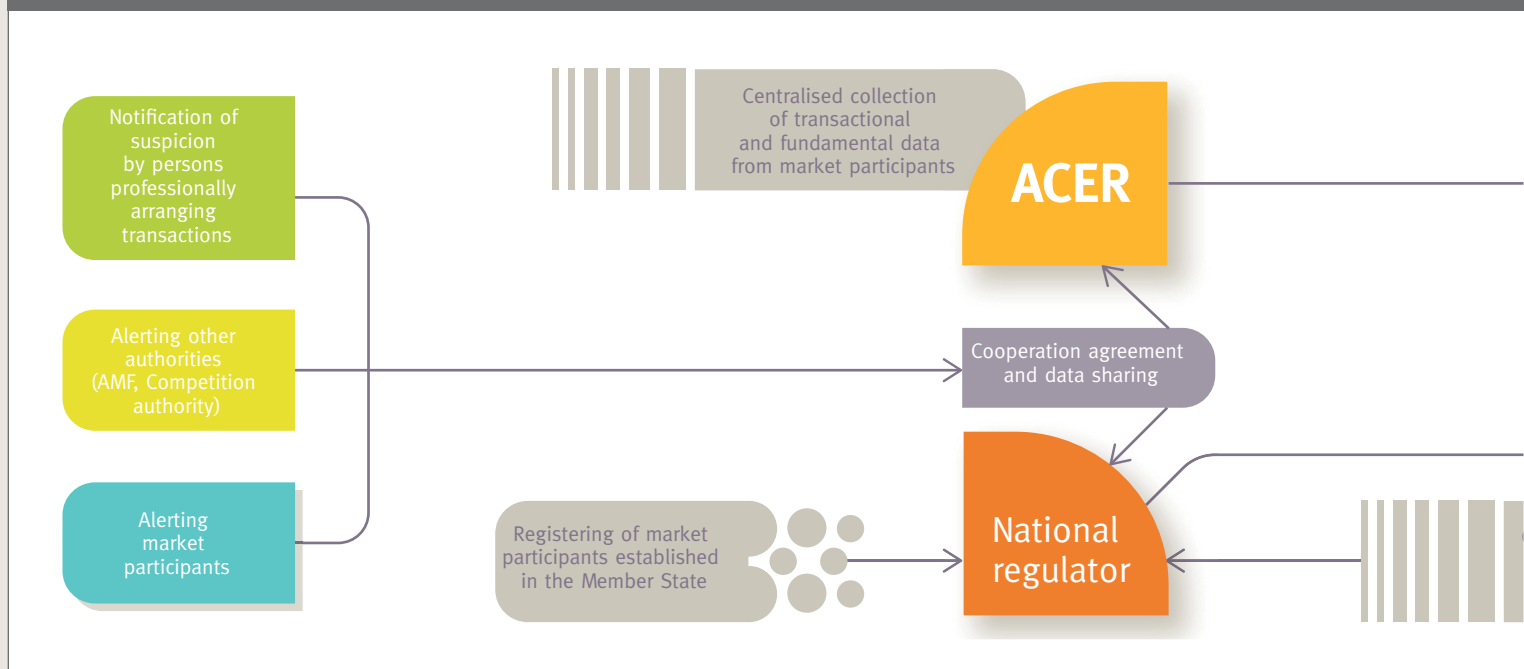 Notification of
suspicion
by persons
professionally
arranging
transactions
Alerting other
authorities
(AMF, Competition
authority)
Alerting
market
participants
Centralised collection
of transactional
and fundamental data
from market participants
ACER
Cooperation agreement
and data sharing
Registering of market
participants established
in the Member State
National
regulator